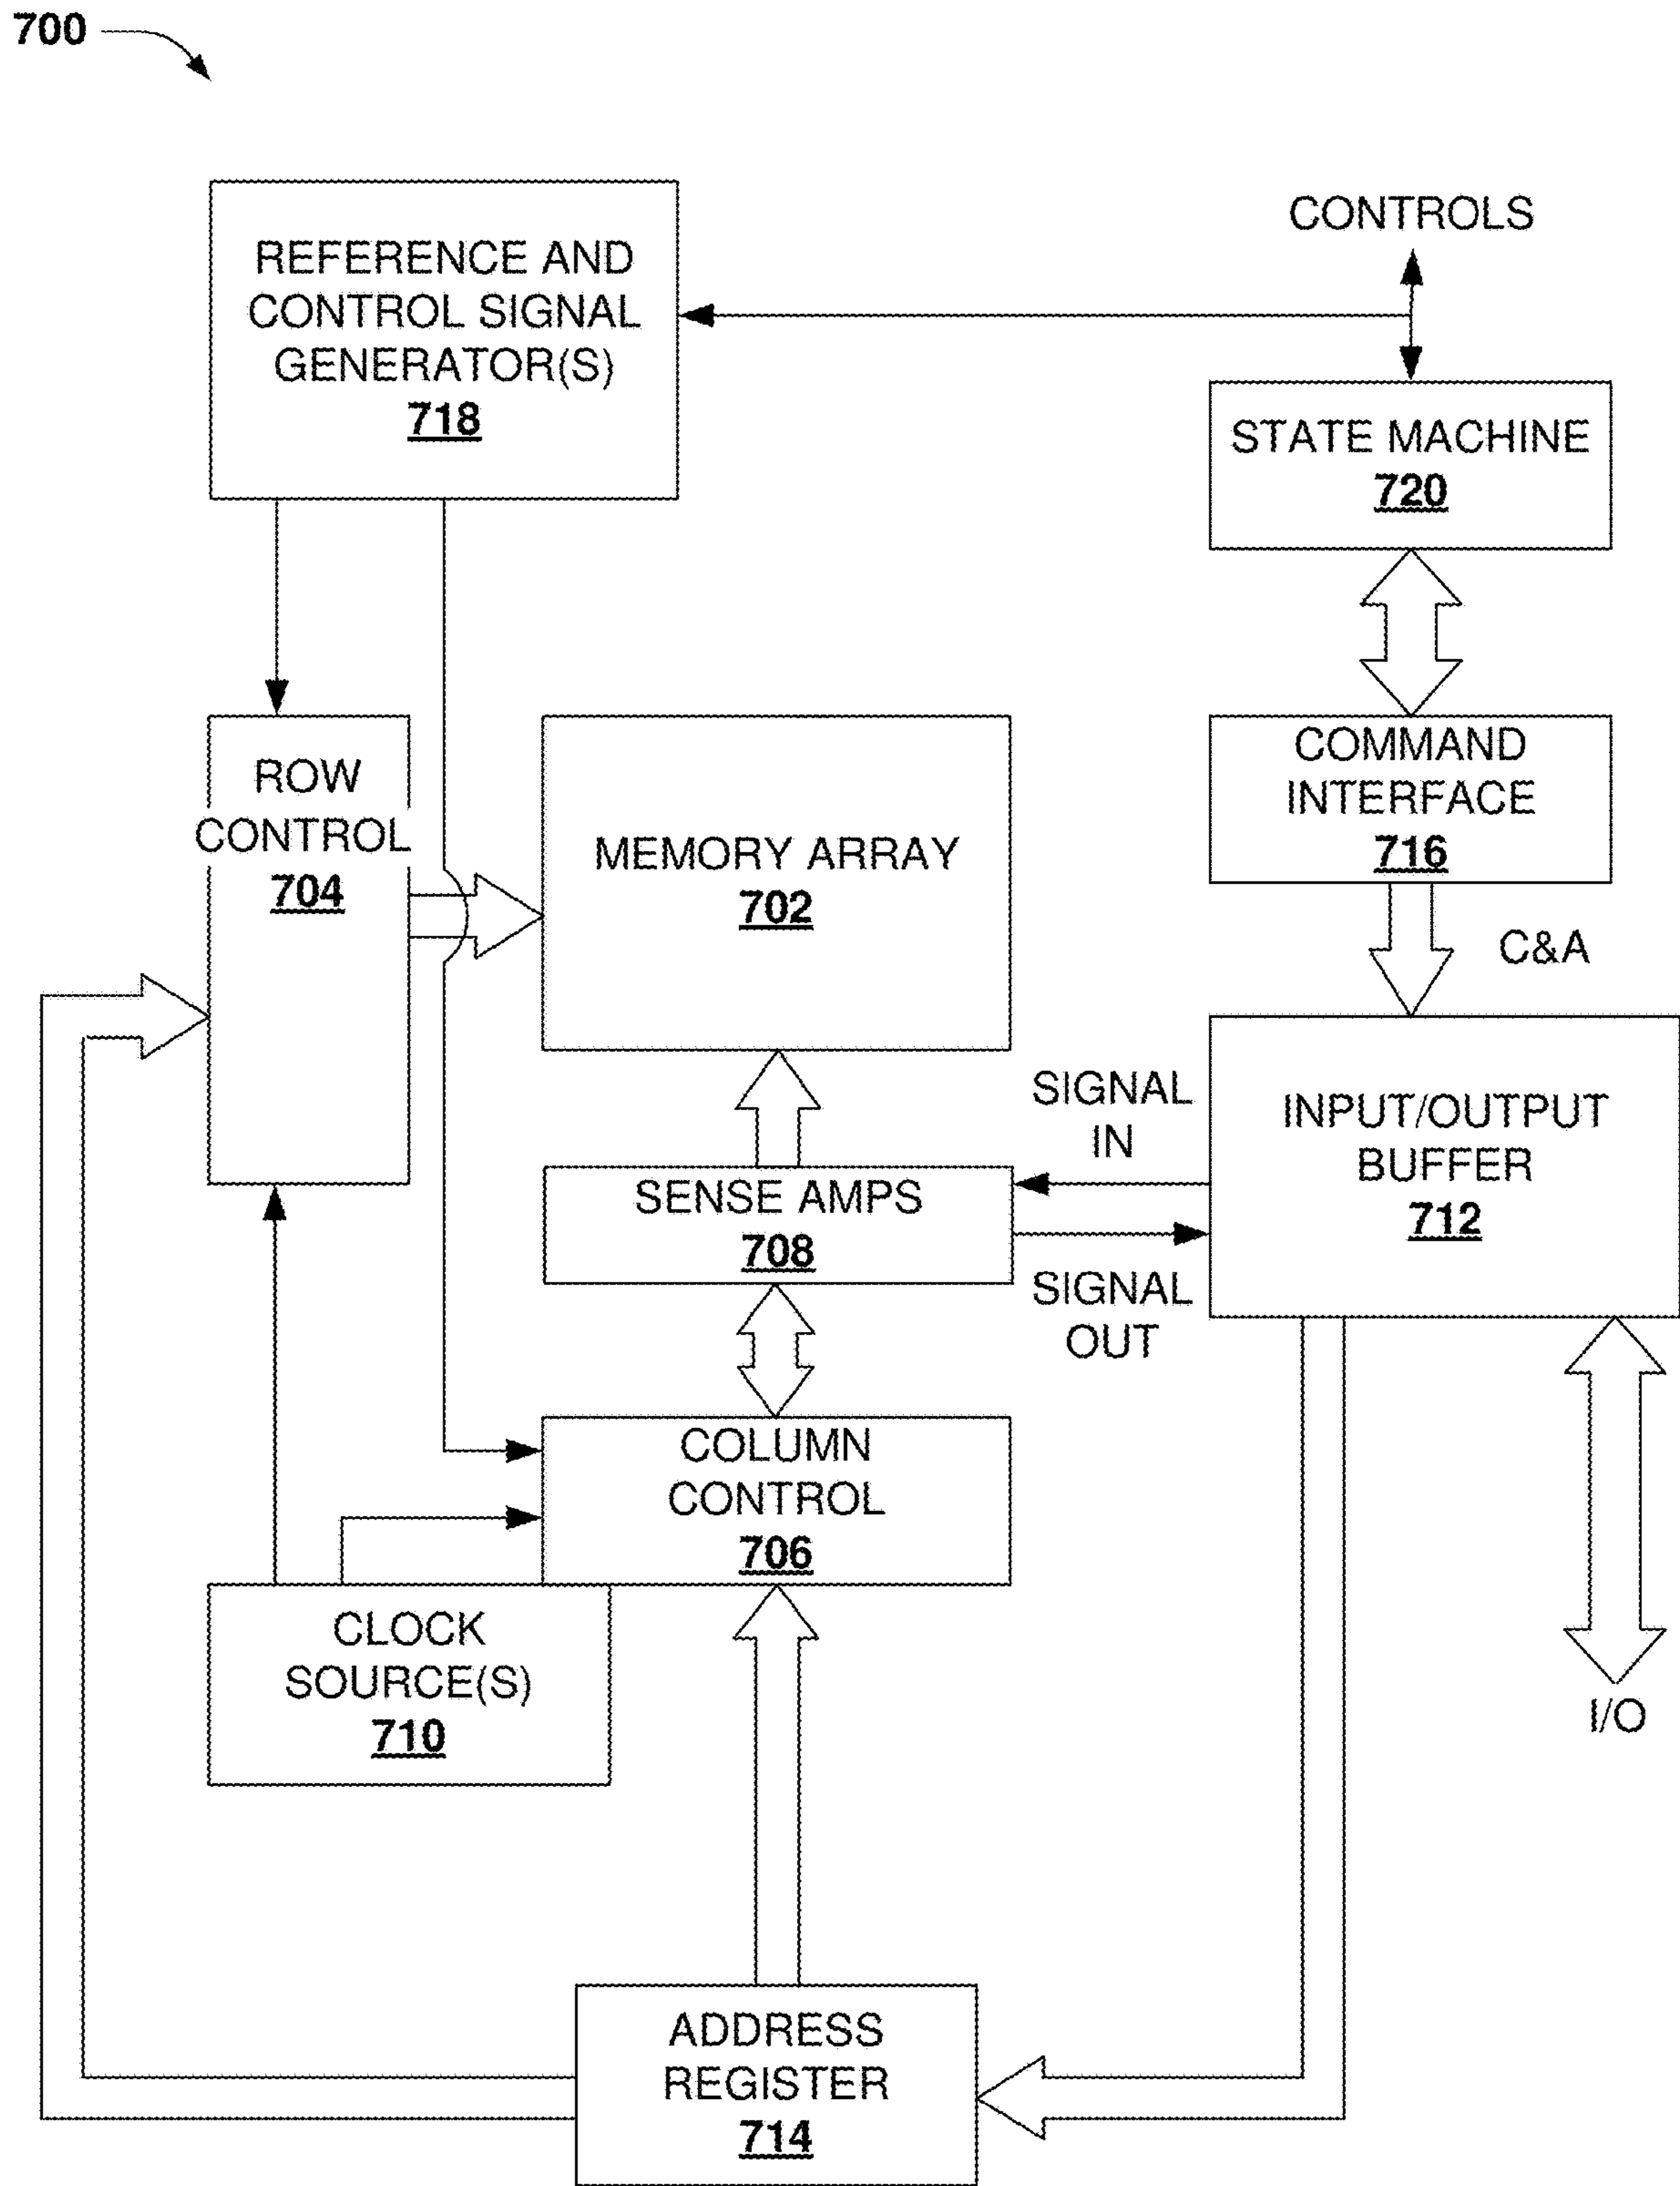 700
REFERENCE AND
CONTROL SIGNAL
GENERATOR(S)
718
CONTROLS
STATE MACHINE
720
ROW
CONTROL
704
MEMORY ARRAY
702
COMMAND
INTERFACE
716
C&A
SIGNAL
IN
INPUT/OUTPUT
BUFFER
712
SENSE AMPS
708
SIGNAL
OUT
COLUMN
CONTROL
706
CLOCK
SOURCE(S)
710
I/O
ADDRESS
REGISTER
714